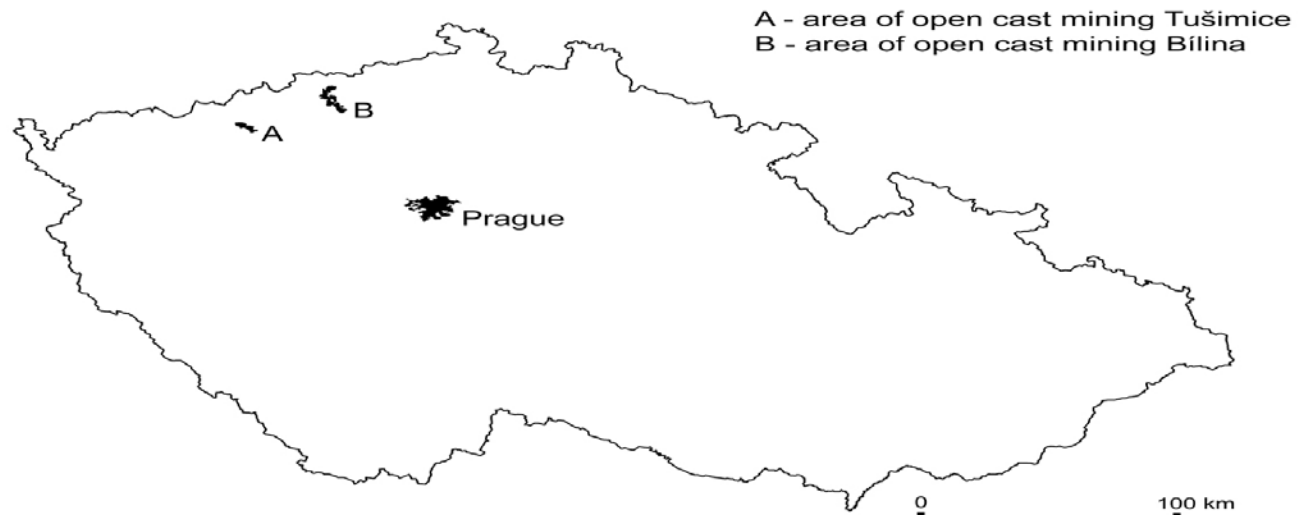 A - area of open cast mining Tušimice
B - area of open cast mining Bílina
B
A
Prague
0 100 km